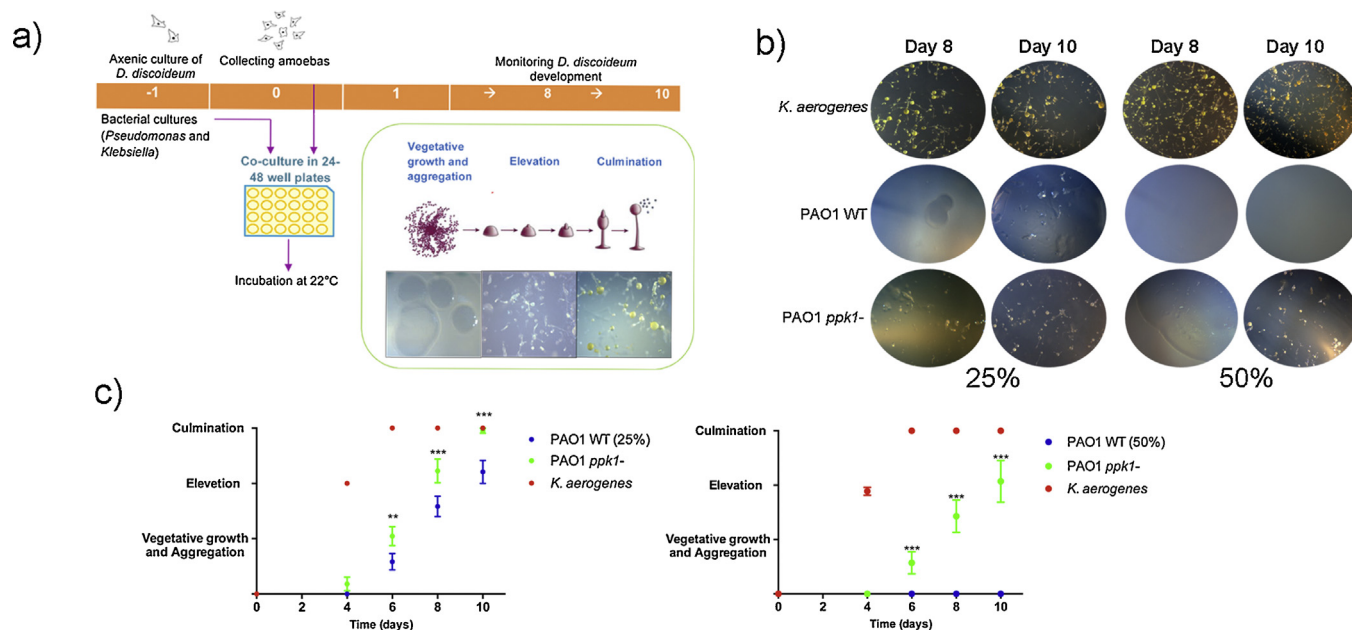 a)
Axenic culture of
D. discoideum
Collecting amoebas
Monitoring D. discoideum
development
-1 0 1 → 8 → 10
Bacterial cultures
(Pseudomonas and
Klebsiella)
Co-culture in 24-
48 well plates
Incubation at 22°C
Vegetative
growth and
aggregation
Elevation
Culmination
b)
Day 8 Day 10 Day 8 Day 10
K. aerogenes
PAO1 WT
PAO1 ppk1-
25% 50%
c)
Culmination
Elevetion
Vegetative growth
and Aggregation
0 2 4 6 8 10
Time (days)
** *** ***
PAO1 WT (25%)
PAO1 ppk1-
K. aerogenes
Culmination
Elevation
Vegetative growth
and Aggregation
0 2 4 6 8 10
Time (days)
*** *** ***
PAO1 WT (50%)
PAO1 ppk1-
K. aerogenes